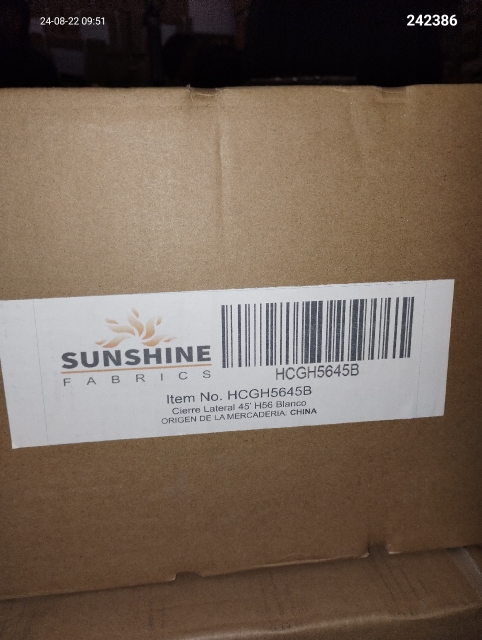 24-08-22 09:51
242386
SUNSHINE
FABRICS
HCGH5645B
Item No. HCGH5645B
Cierre Lateral 45' H56 Blanco
ORIGEN DE LA MERCADERIA: CHINA